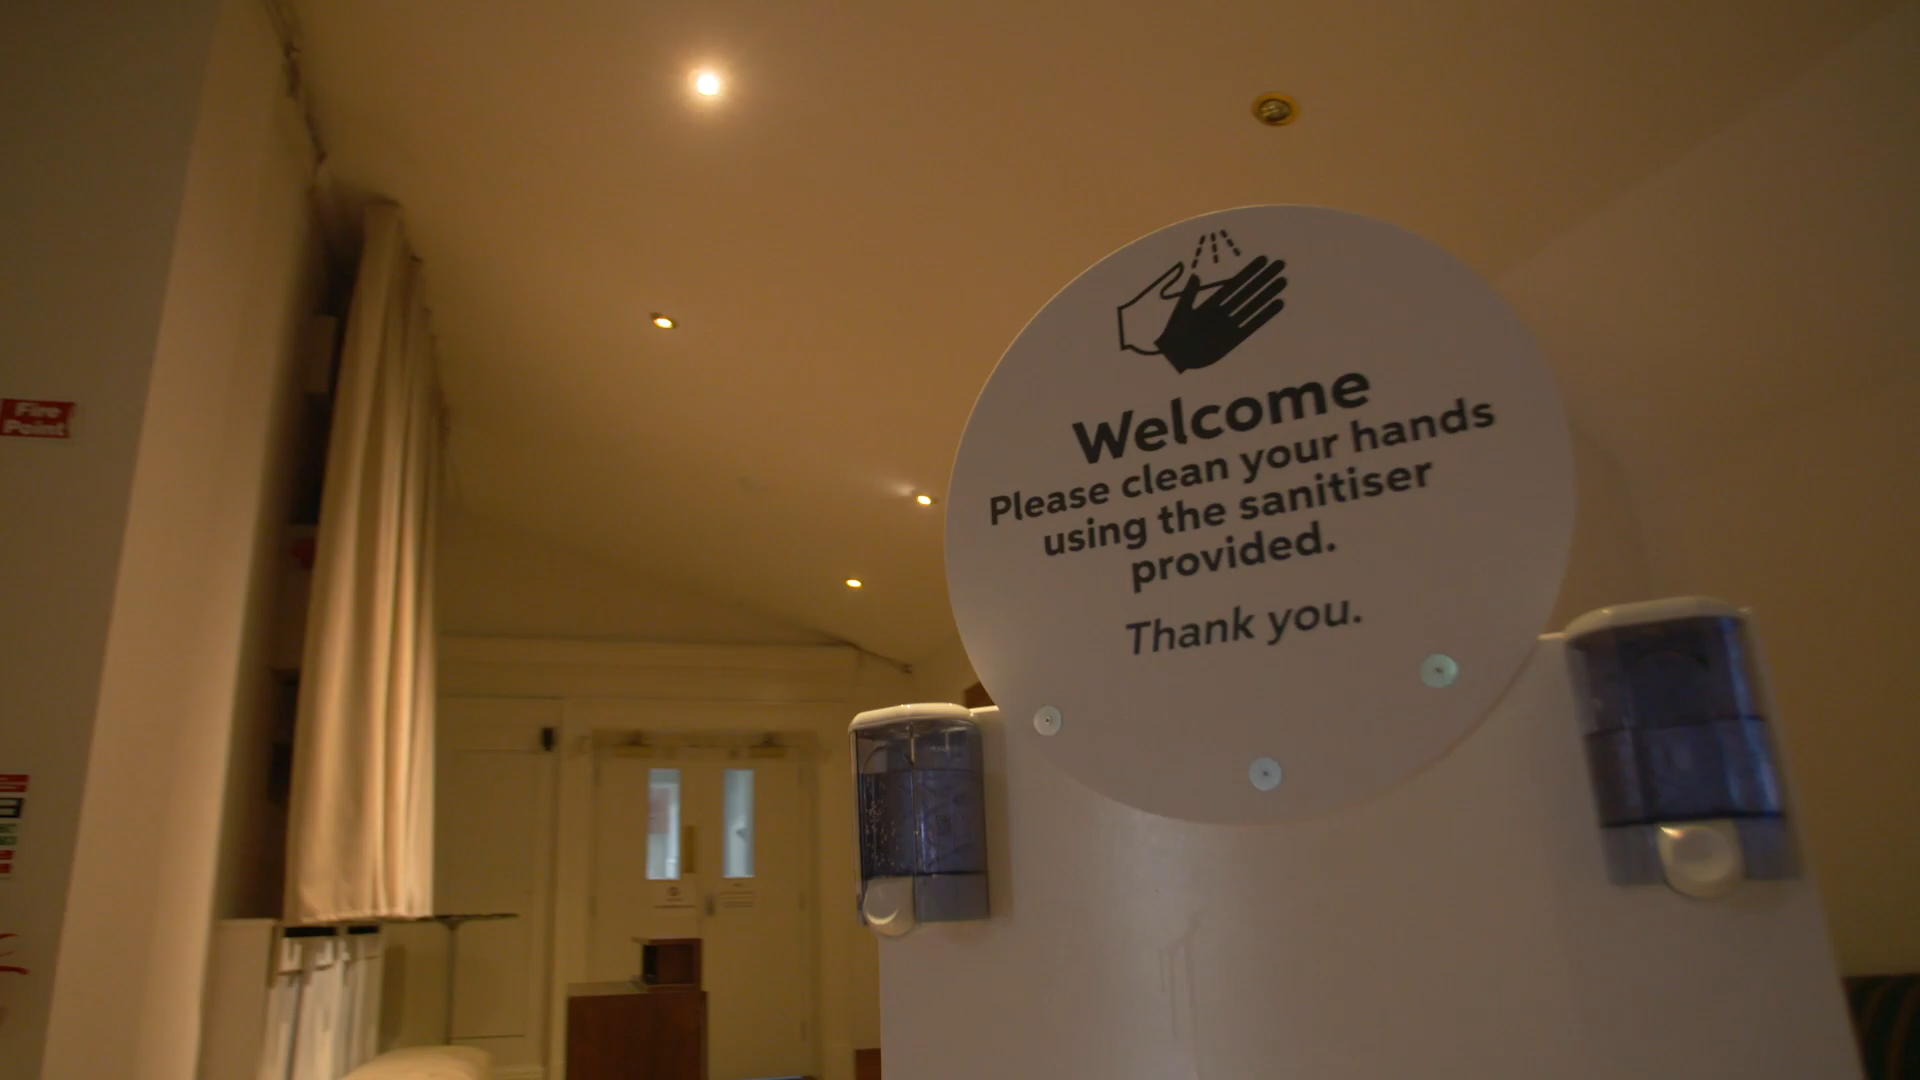 Fire
Point
Welcome
Please clean your hands
using the sanitiser
provided.
Thank you.